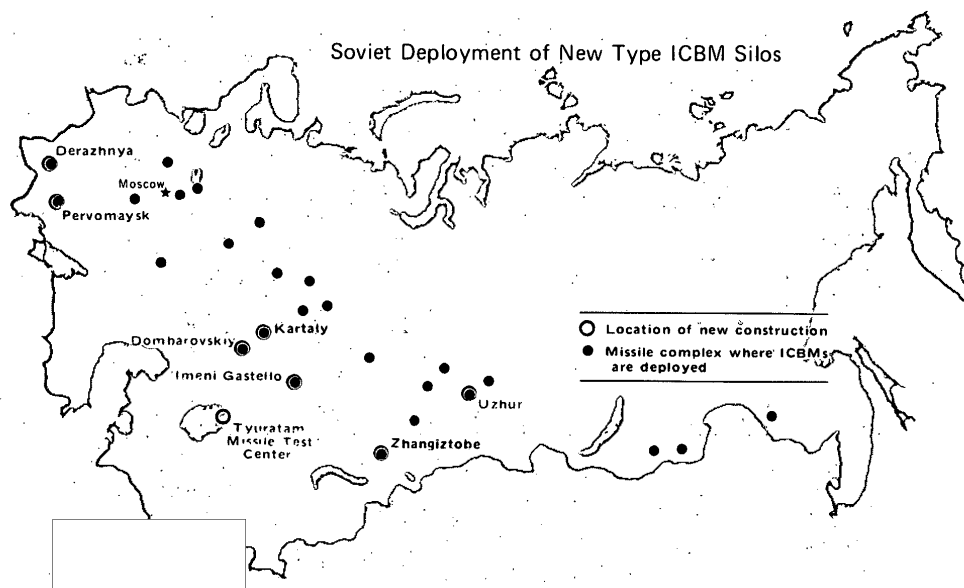 Soviet Deployment of New Type ICBM Silos
Derazhnya
Moscow
Pervomaysk
Kartaly
Domharovskiy
Imeni Gastello
Tyuratam
Missile Test
Center
Uzhur
Zhangiztobe
Location of new construction
Missile complex where ICBMs
are deployed